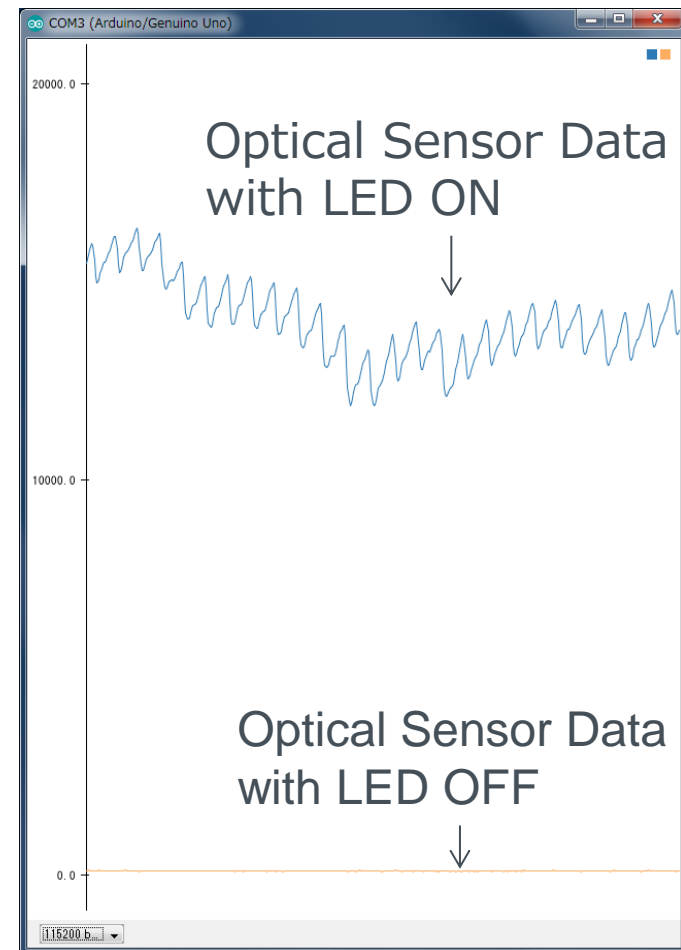 COM3 (Arduino/Genuino Uno)
20000.0
Optical Sensor Data
with LED ON
10000.0
Optical Sensor Data
with LED OFF
0.0
115200 b...